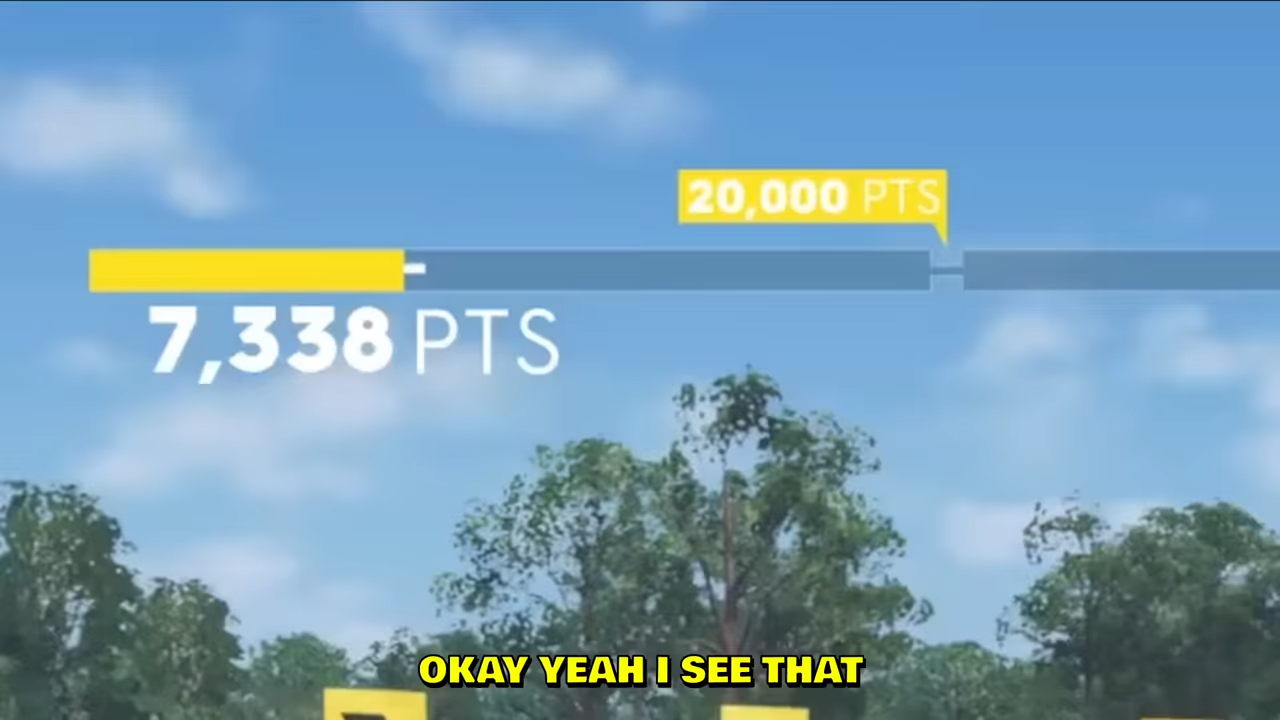 20,000 PTS
7,338 PTS
OKAY YEAH I SEE THAT